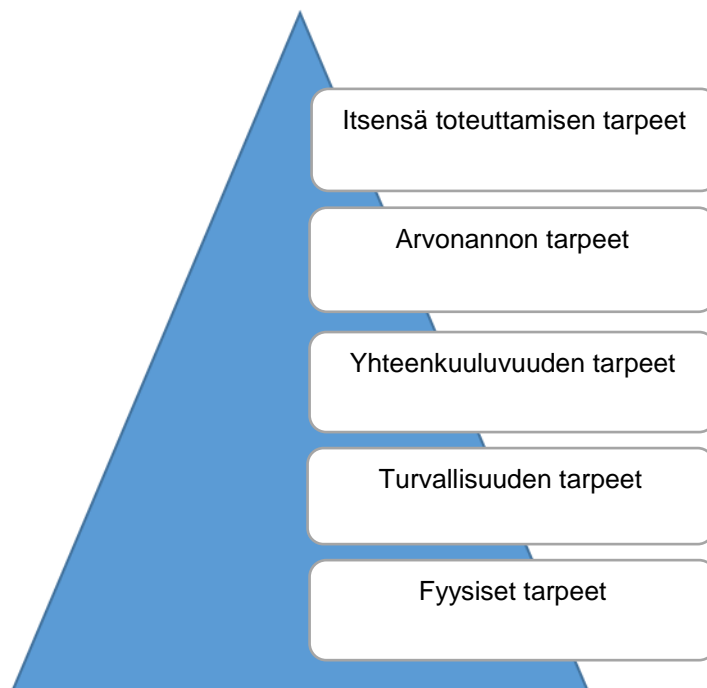 Itsensä toteuttamisen tarpeet
Arvonannon tarpeet
Yhteenkuuluvuuden tarpeet
Turvallisuuden tarpeet
Fyysiset tarpeet